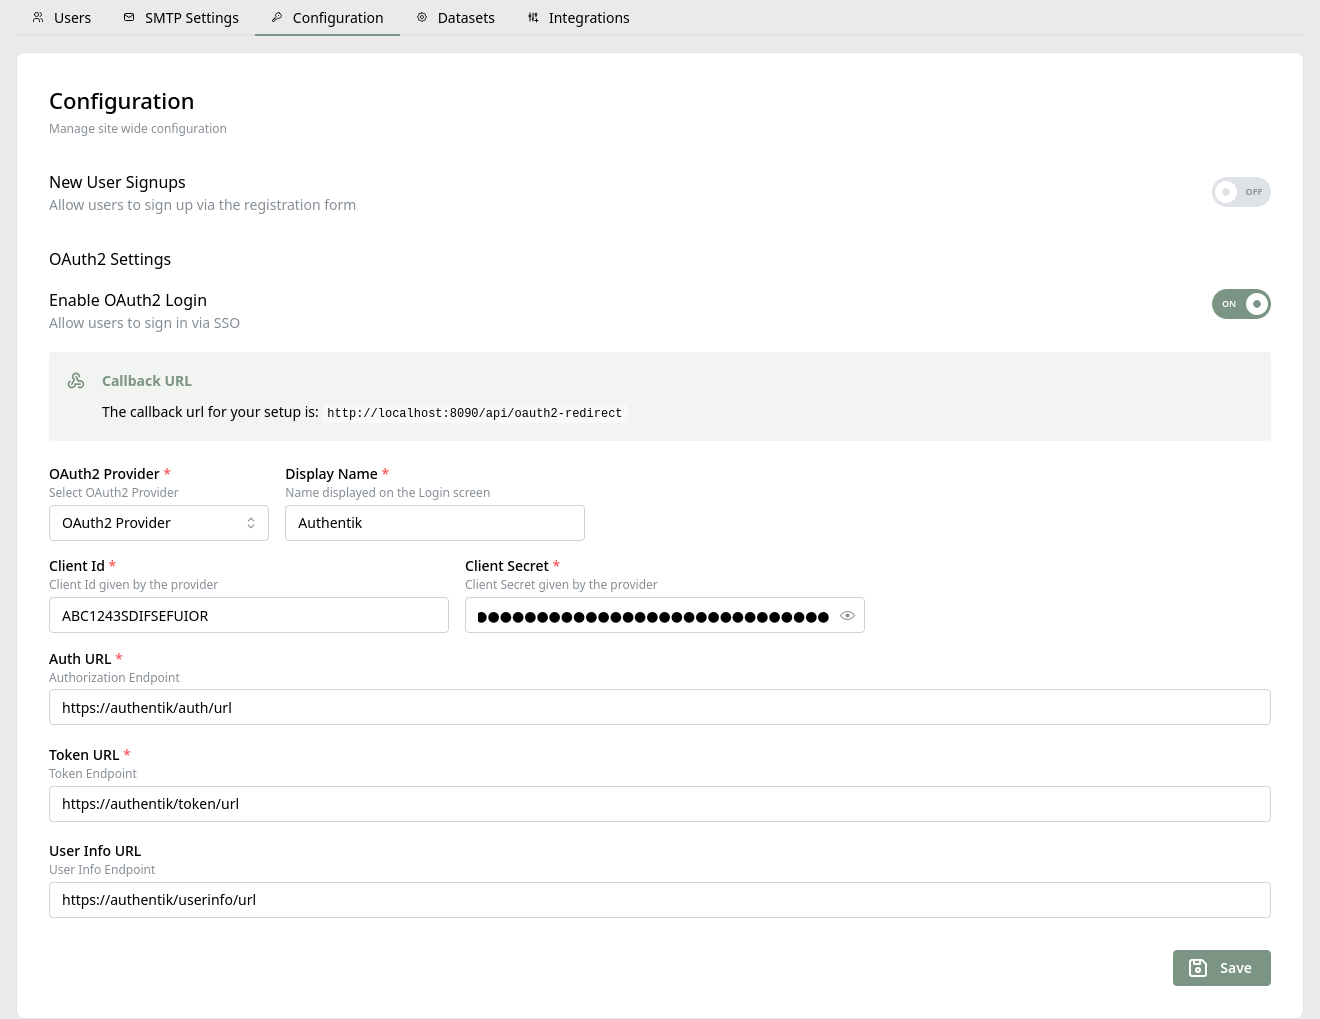 Users SMTP Settings Configuration Datasets Integrations
Configuration
Manage site wide configuration
New User Signups
Allow users to sign up via the registration form
OFF
OAuth2 Settings
Enable OAuth2 Login
Allow users to sign in via SSO
ON
Callback URL
The callback url for your setup is: http://localhost:8090/api/oauth2-redirect
OAuth2 Provider * Display Name *
Select OAuth2 Provider Name displayed on the Login screen
OAuth2 Provider Authentik
Client Id * Client Secret *
Client Id given by the provider Client Secret given by the provider
ABC1243SDIFSEFUIOR
Auth URL *
Authorization Endpoint
https://authentik/auth/url
Token URL *
Token Endpoint
https://authentik/token/url
User Info URL
User Info Endpoint
https://authentik/userinfo/url
Save